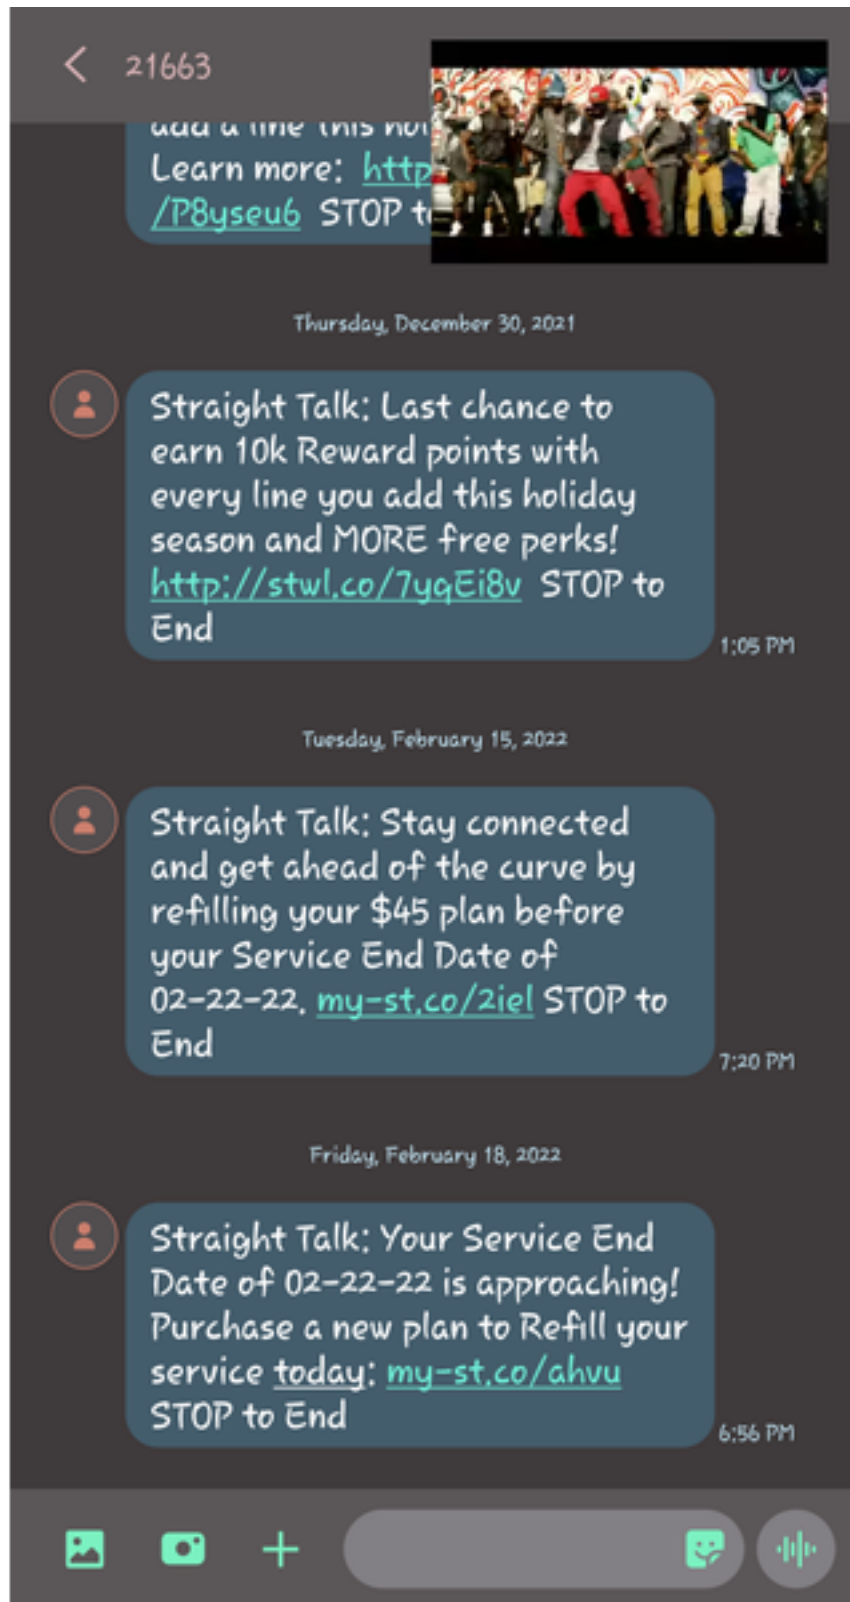 21663
add a line this
Learn more: http
/P8yseu6 STOP
Thursday, December 30, 2021
Straight Talk: Last chance to
earn 10k Reward points with
every line you add this holiday
season and MORE free perks!
http://stwl.co/7yqEi8v STOP to
End
1:05 PM
Tuesday, February 15, 2022
Straight Talk: Stay connected
and get ahead of the curve by
refilling your $45 plan before
your Service End Date of
02-22-22. my-st.co/2iel STOP to
End
7:20 PM
Friday, February 18, 2022
Straight Talk: Your Service End
Date of 02-22-22 is approaching!
Purchase a new plan to Refill your
service today: my-st.co/ahvu
STOP to End
6:56 PM